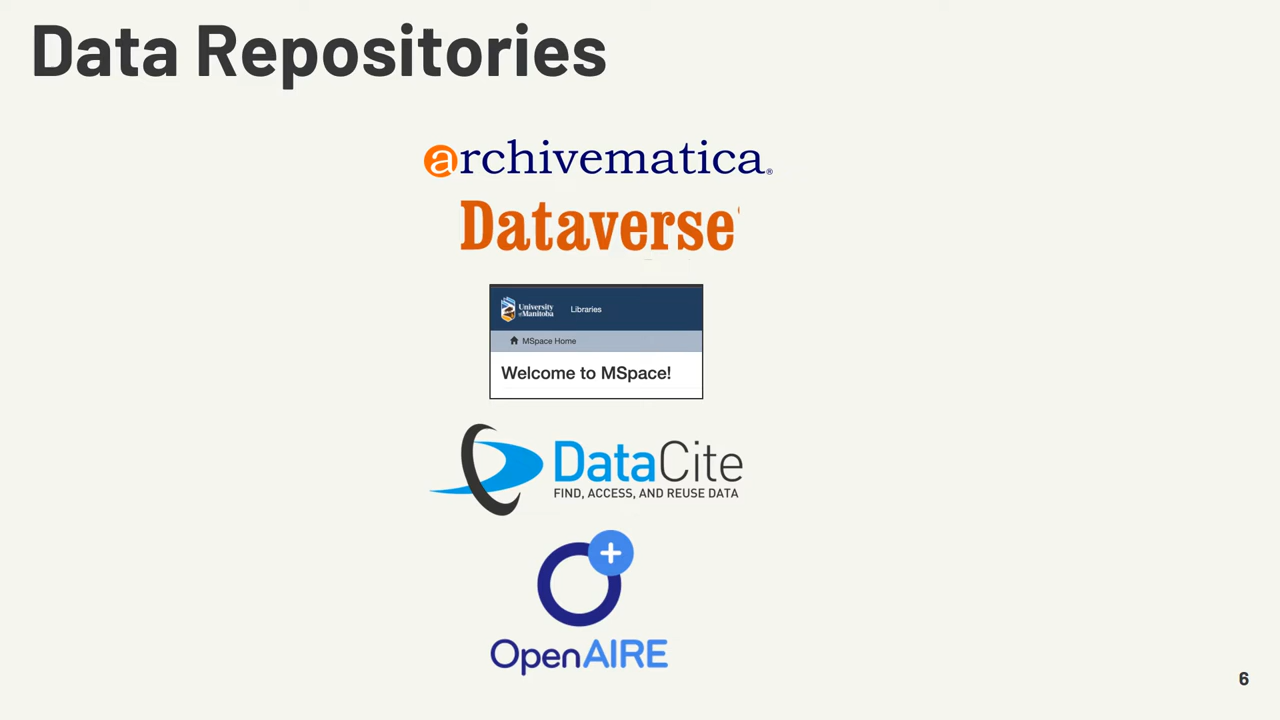 Data Repositories
archivematica®
Dataverse
University
of Manitoba
Libraries
MSpace Home
Welcome to MSpace!
DataCite
FIND, ACCESS, AND REUSE DATA
OpenAIRE
6